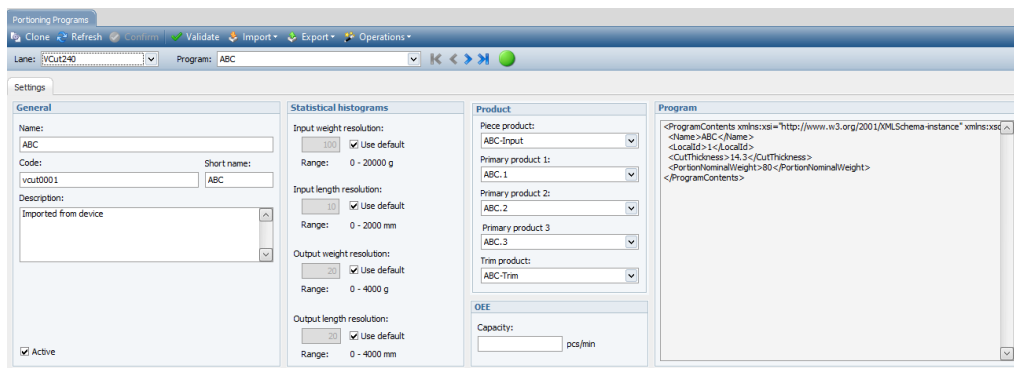 Portioning Programs
Clone Refresh Confirm Validate Import Export Operations
Lane: VCut240 Program: ABC
Settings
General
Name:
ABC
Code: Short name:
vcut0001 ABC
Description:
Imported from device
Active
Statistical histograms
Input weight resolution:
100 Use default
Range: 0 - 20000 g
Input length resolution:
10 Use default
Range: 0 - 2000 mm
Output weight resolution:
20 Use default
Range: 0 - 4000 g
Output length resolution:
20 Use default
Range: 0 - 4000 mm
Product
Piece product:
ABC-Input
Primary product 1:
ABC.1
Primary product 2:
ABC.2
Primary product 3
ABC.3
Trim product:
ABC-Trim
OEE
Capacity:
pcs/min
Program
<ProgramContents xmlns:xsi="http://www.w3.org/2001/XMLSchema-instance" xmlns:xsd
<Name>ABC</Name>
<LocalId>1</LocalId>
<CutThickness>14.3</CutThickness>
<PortionNominalWeight>80</PortionNominalWeight>
</ProgramContents>